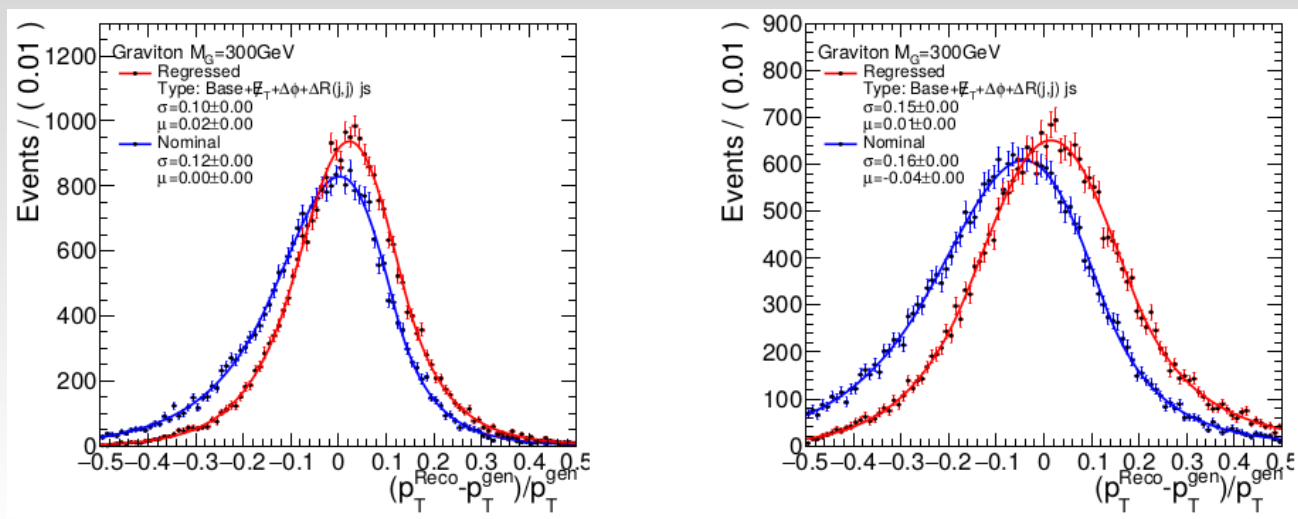 Graviton M_G=300GeV
Regressed
Type: Base+E̸_T+Δϕ+ΔR(j,j) js
σ=0.10±0.00
μ=0.02±0.00
Nominal
σ=0.12±0.00
μ=0.00±0.00
Events / ( 0.01 )
1200
1000
800
600
400
200
0
−0.5 −0.4 −0.3 −0.2 −0.1 0 0.1 0.2 0.3 0.4 0.5
(p_T^Reco-p_T^gen)/p_T^gen
Graviton M_G=300GeV
Regressed
Type: Base+E̸_T+Δϕ+ΔR(j,j) js
σ=0.15±0.00
μ=0.01±0.00
Nominal
σ=0.16±0.00
μ=-0.04±0.00
Events / ( 0.01 )
900
800
700
600
500
400
300
200
100
0
−0.5 −0.4 −0.3 −0.2 −0.1 0 0.1 0.2 0.3 0.4 0.5
(p_T^Reco-p_T^gen)/p_T^gen